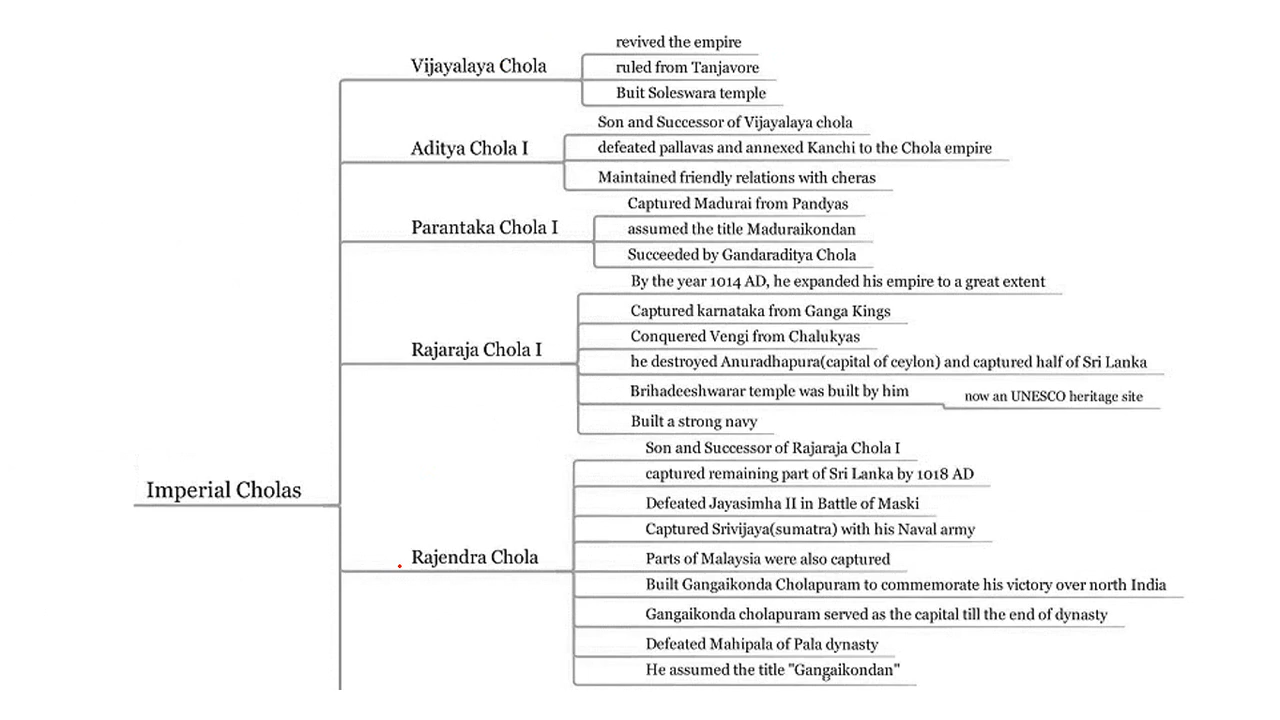 Imperial Cholas
Vijayalaya Chola
revived the empire
ruled from Tanjavore
Buit Soleswara temple
Aditya Chola I
Son and Successor of Vijayalaya chola
defeated pallavas and annexed Kanchi to the Chola empire
Maintained friendly relations with cheras
Parantaka Chola I
Captured Madurai from Pandyas
assumed the title Maduraikondan
Succeeded by Gandaraditya Chola
Rajaraja Chola I
By the year 1014 AD, he expanded his empire to a great extent
Captured karnataka from Ganga Kings
Conquered Vengi from Chalukyas
he destroyed Anuradhapura(capital of ceylon) and captured half of Sri Lanka
Brihadeeshwarar temple was built by him
now an UNESCO heritage site
Built a strong navy
Rajendra Chola
Son and Successor of Rajaraja Chola I
captured remaining part of Sri Lanka by 1018 AD
Defeated Jayasimha II in Battle of Maski
Captured Srivijaya(sumatra) with his Naval army
Parts of Malaysia were also captured
Built Gangaikonda Cholapuram to commemorate his victory over north India
Gangaikonda cholapuram served as the capital till the end of dynasty
Defeated Mahipala of Pala dynasty
He assumed the title "Gangaikondan"